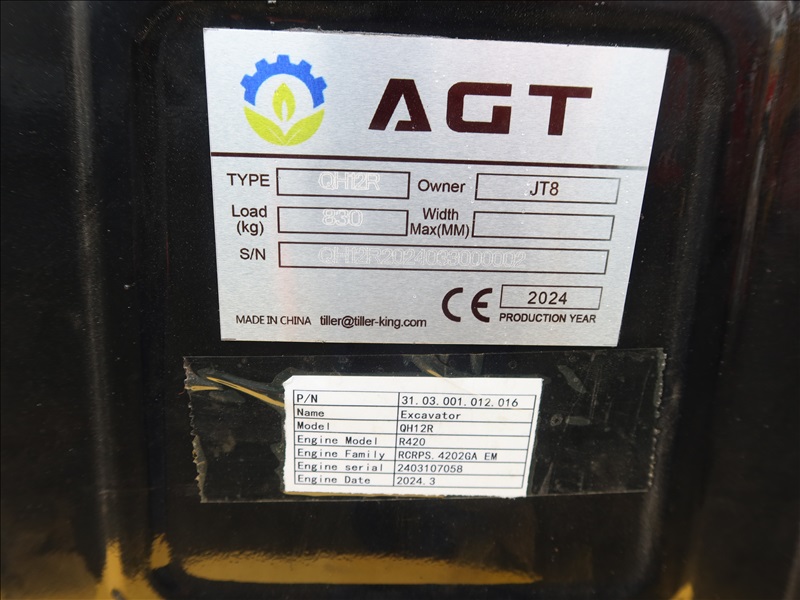 AGT
TYPE QH12R Owner JT8
Load (kg) 830 Width Max(MM)
S/N
MADE IN CHINA tiller@tiller-king.com CE 2024 PRODUCTION YEAR
P/N 31.03.001.012.016
Name Excavator
Model QH12R
Engine Model R420
Engine Family RCRPS.4202GA EM
Engine serial 2403107058
Engine Date 2024.3